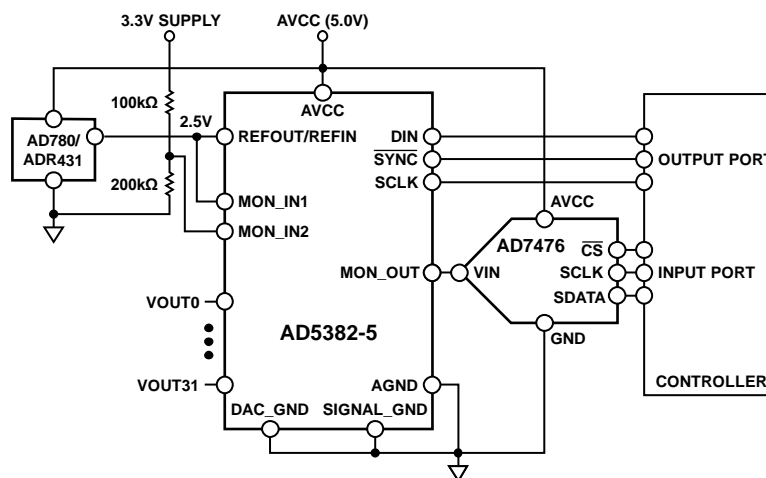 3.3V SUPPLY
AVCC (5.0V)
100kΩ
AVCC
2.5V
AD780/
ADR431
REFOUT/REFIN
DIN
SYNC
OUTPUT PORT
SCLK
200kΩ
MON_IN1
AVCC
MON_IN2
AD7476
CS
MON_OUT
VIN
SCLK
INPUT PORT
SDATA
VOUT0
AD5382-5
GND
VOUT31
AGND
CONTROLLER
DAC_GND
SIGNAL_GND